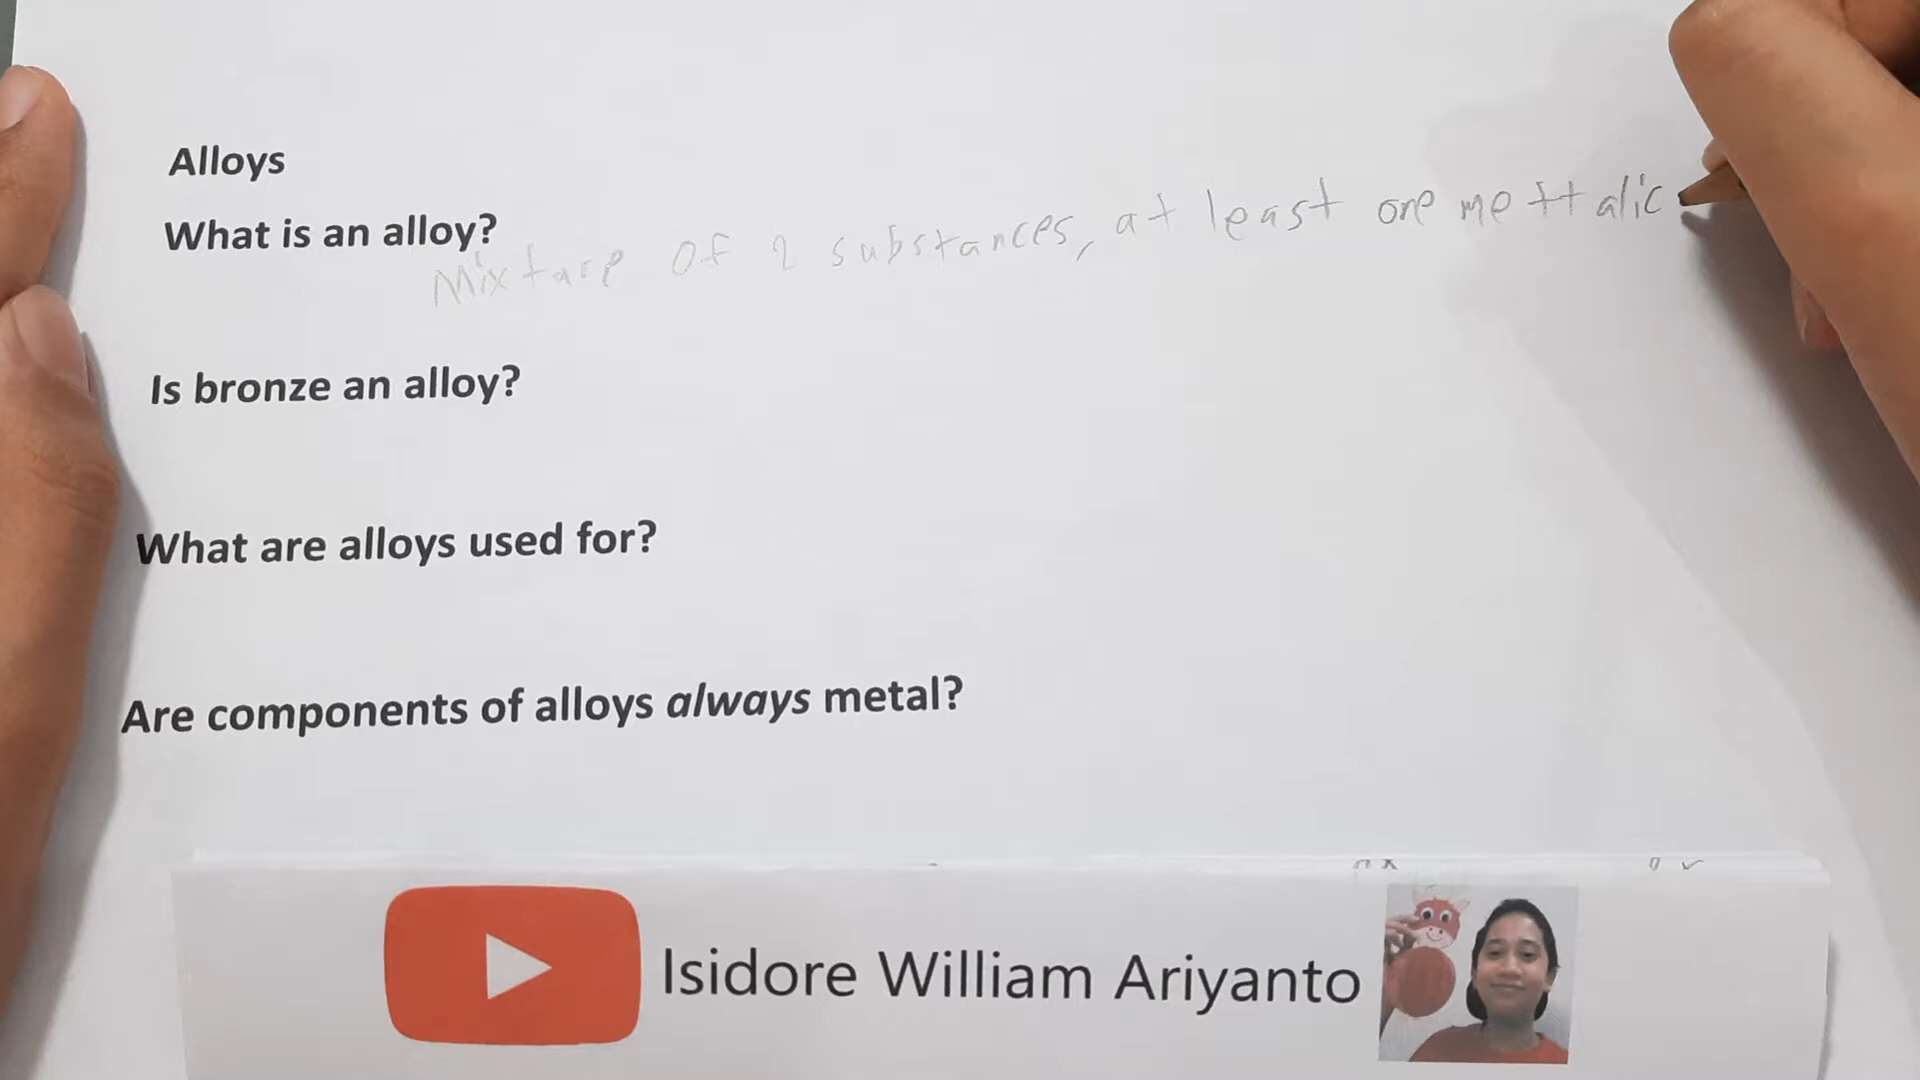 Alloys
What is an alloy?
Mixture of 2 substances, at least one mettalic
Is bronze an alloy?
What are alloys used for?
Are components of alloys always metal?
Isidore William Ariyanto